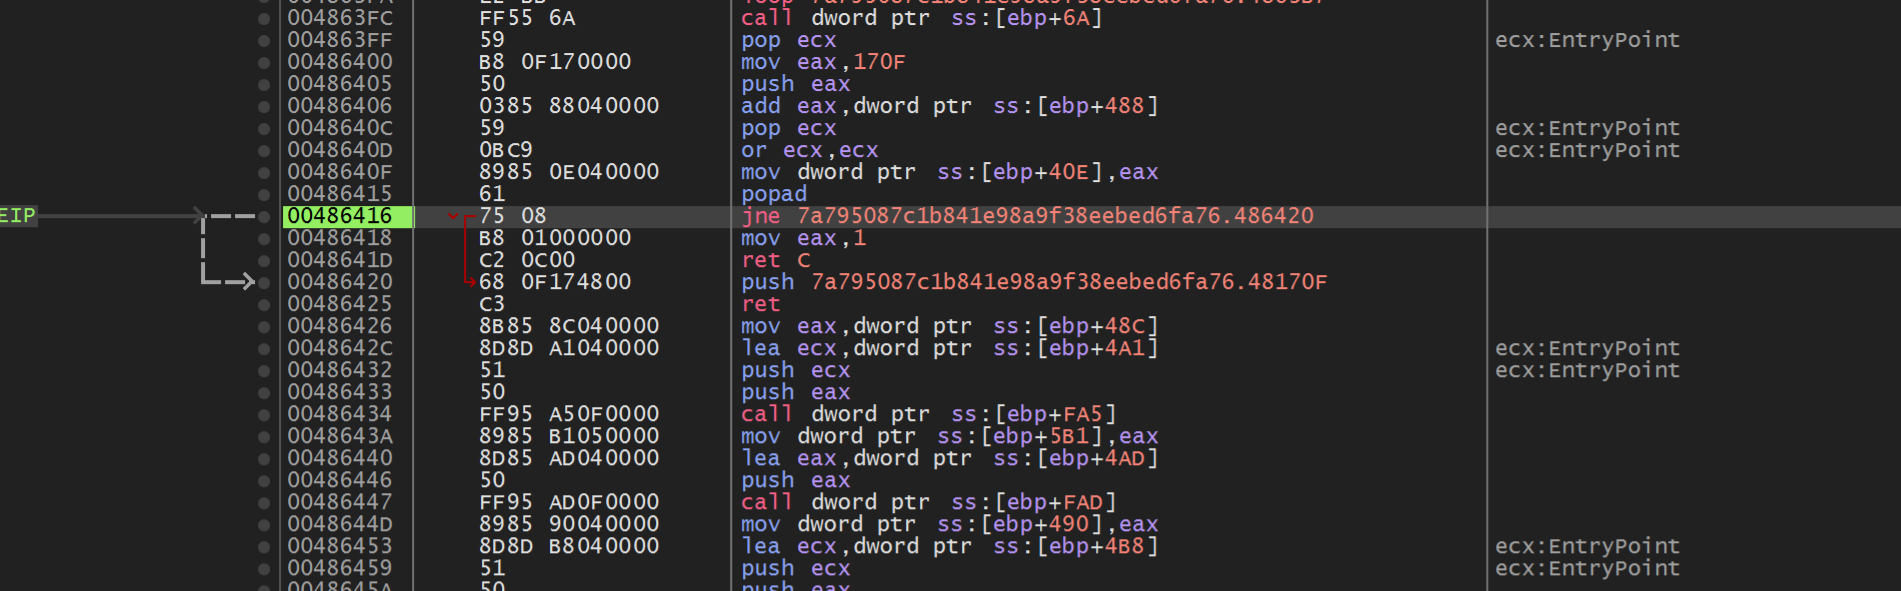 004863FC FF55 6A call dword ptr ss:[ebp+6A]
004863FF 59 pop ecx ecx:EntryPoint
00486400 B8 0F170000 mov eax,170F
00486405 50 push eax
00486406 0385 88040000 add eax,dword ptr ss:[ebp+488]
0048640C 59 pop ecx ecx:EntryPoint
0048640D 0BC9 or ecx,ecx ecx:EntryPoint
0048640F 8985 0E040000 mov dword ptr ss:[ebp+40E],eax
00486415 61 popad
EIP 00486416 75 08 jne 7a795087c1b841e98a9f38eebed6fa76.486420
00486418 B8 01000000 mov eax,1
0048641D C2 0C00 ret C
00486420 68 0F174800 push 7a795087c1b841e98a9f38eebed6fa76.48170F
00486425 C3 ret
00486426 8B85 8C040000 mov eax,dword ptr ss:[ebp+48C]
0048642C 8D8D A1040000 lea ecx,dword ptr ss:[ebp+4A1] ecx:EntryPoint
00486432 51 push ecx ecx:EntryPoint
00486433 50 push eax
00486434 FF95 A50F0000 call dword ptr ss:[ebp+FA5]
0048643A 8985 B1050000 mov dword ptr ss:[ebp+5B1],eax
00486440 8D85 AD040000 lea eax,dword ptr ss:[ebp+4AD]
00486446 50 push eax
00486447 FF95 AD0F0000 call dword ptr ss:[ebp+FAD]
0048644D 8985 90040000 mov dword ptr ss:[ebp+490],eax
00486453 8D8D B8040000 lea ecx,dword ptr ss:[ebp+4B8] ecx:EntryPoint
00486459 51 push ecx ecx:EntryPoint
0048645A 50 push eax